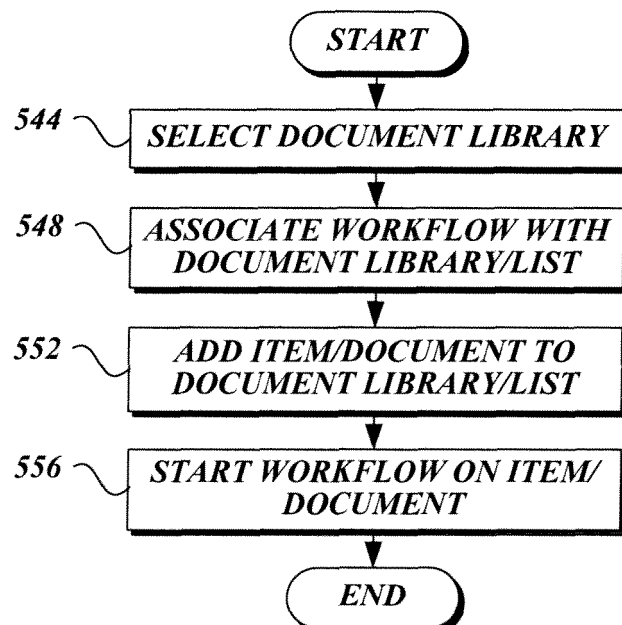 START
544 SELECT DOCUMENT LIBRARY
548 ASSOCIATE WORKFLOW WITH
DOCUMENT LIBRARY/LIST
552 ADD ITEM/DOCUMENT TO
DOCUMENT LIBRARY/LIST
556 START WORKFLOW ON ITEM/
DOCUMENT
END